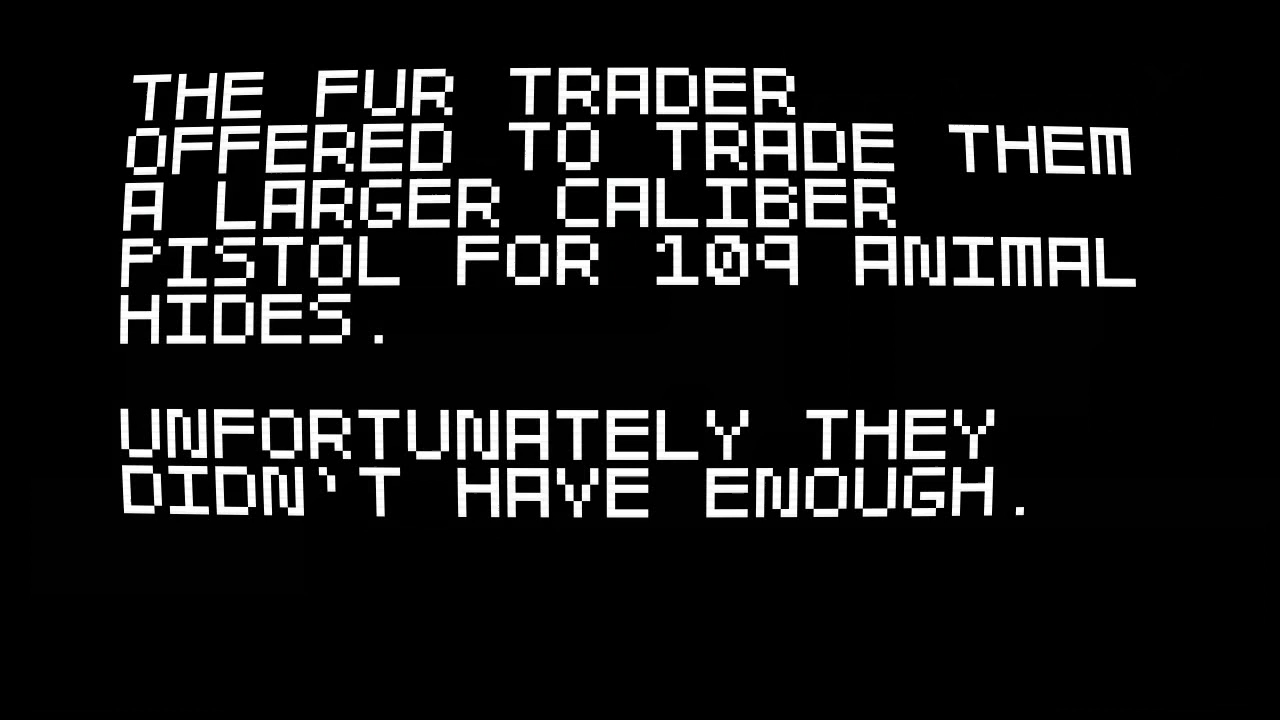 THE FUR TRADER
OFFERED TO TRADE THEM
A LARGER CALIBER
PISTOL FOR 109 ANIMAL
HIDES.
UNFORTUNATELY THEY
DIDN'T HAVE ENOUGH.